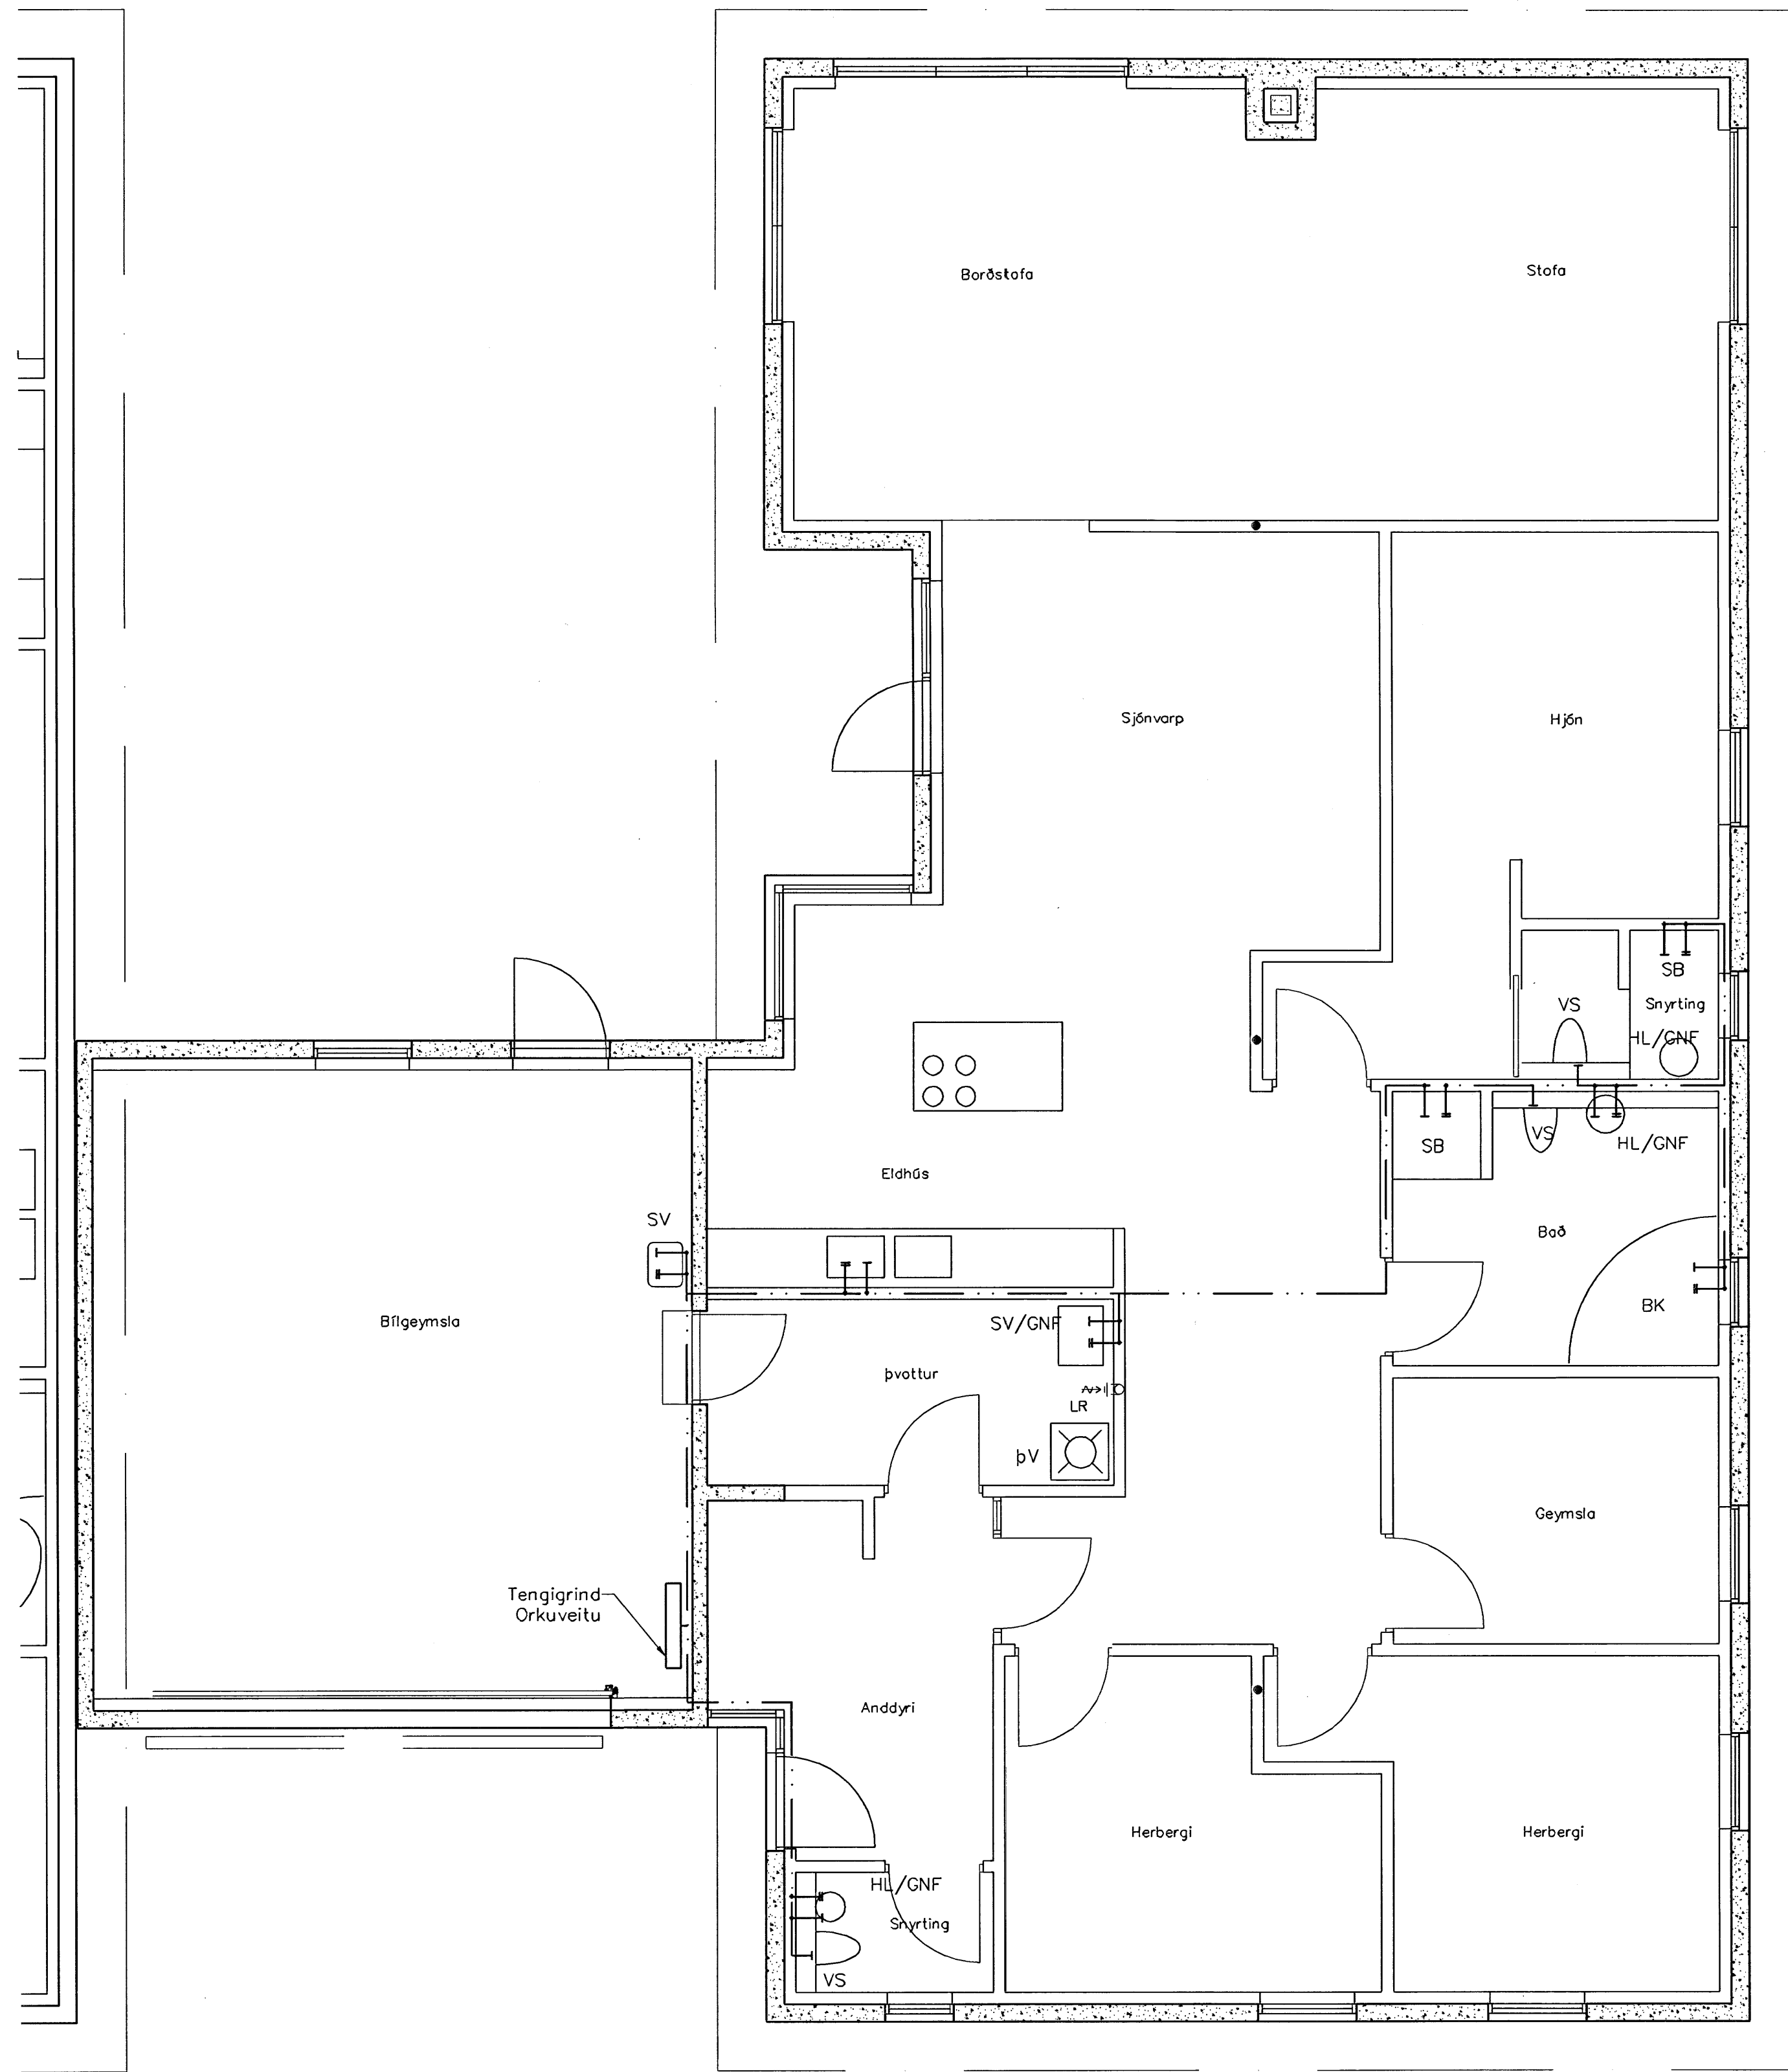 Borðstofa
Stofa
Sjónvarp
Hjón
SB
VS
Snyrting
HL/GNF
SB
VS
HL/GNF
Eldhús
SV
Bað
BK
Bílgeymsla
SV/GNF
þvottur
LR
þV
Geymsla
Tengigrind
Orkuveitu
Anddyri
Herbergi
Herbergi
HL/GNF
Snyrting
VS